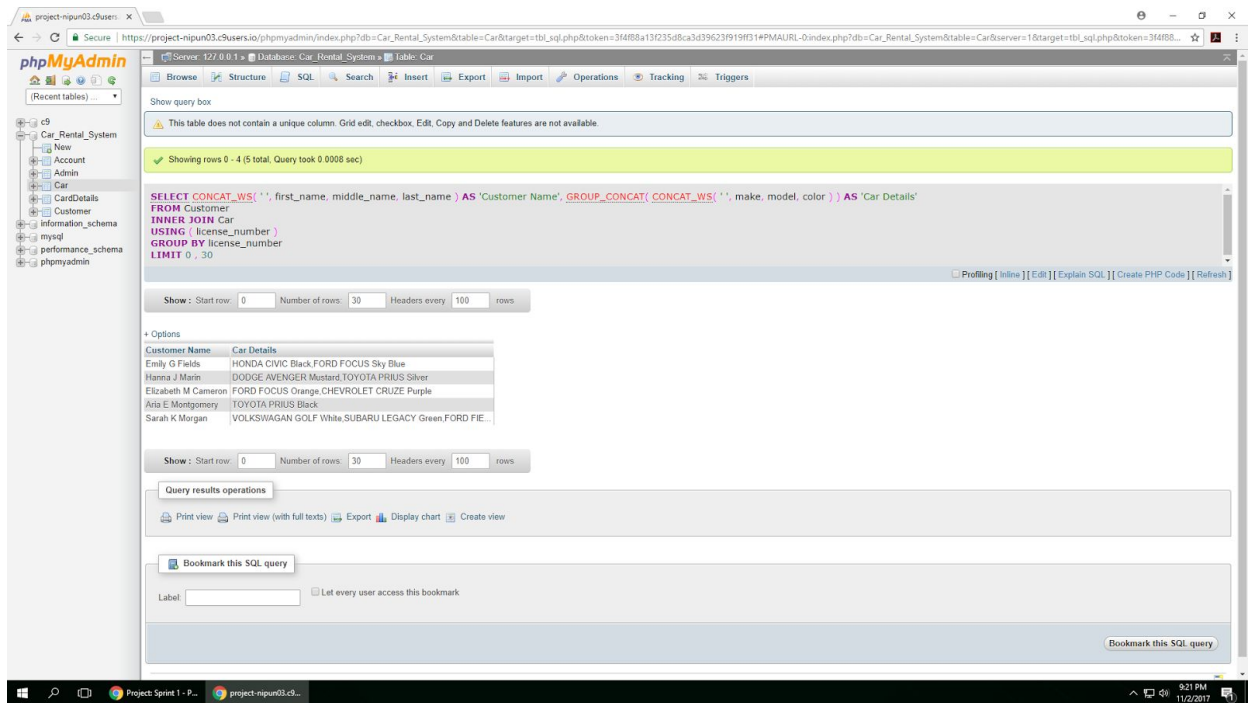 project-nipun03.c9users
Secure | https://project-nipun03.c9users.io/phpmyadmin/index.php?db=Car_Rental_System&table=Car&target=tbl_sql.php&token=3f4f88a13f235d8ca3d39623f919ff31#PMAURL-0:index.php?db=Car_Rental_System&table=Car&server=1&target=tbl_sql.php&token=3f4f88...
phpMyAdmin
(Recent tables) ...
c9
Car_Rental_System
New
Account
Admin
Car
CardDetails
Customer
information_schema
mysql
performance_schema
phpmyadmin
Server: 127.0.0.1 » Database: Car_Rental_System » Table: Car
Browse Structure SQL Search Insert Export Import Operations Tracking Triggers
Show query box
This table does not contain a unique column. Grid edit, checkbox, Edit, Copy and Delete features are not available.
Showing rows 0 - 4 (5 total, Query took 0.0008 sec)
SELECT CONCAT_WS( ' ', first_name, middle_name, last_name ) AS 'Customer Name', GROUP_CONCAT( CONCAT_WS( ' ', make, model, color ) ) AS 'Car Details'
FROM Customer
INNER JOIN Car
USING ( license_number )
GROUP BY license_number
LIMIT 0 , 30
Profiling [ Inline ] [ Edit ] [ Explain SQL ] [ Create PHP Code ] [ Refresh ]
Show : Start row: 0 Number of rows: 30 Headers every 100 rows
+ Options
Customer Name Car Details
Emily G Fields HONDA CIVIC Black,FORD FOCUS Sky Blue
Hanna J Marin DODGE AVENGER Mustard,TOYOTA PRIUS Silver
Elizabeth M Cameron FORD FOCUS Orange,CHEVROLET CRUZE Purple
Aria E Montgomery TOYOTA PRIUS Black
Sarah K Morgan VOLKSWAGAN GOLF White,SUBARU LEGACY Green,FORD FIE...
Show : Start row: 0 Number of rows: 30 Headers every 100 rows
Query results operations
Print view Print view (with full texts) Export Display chart Create view
Bookmark this SQL query
Label: Let every user access this bookmark
Bookmark this SQL query
Project: Sprint 1 - P... project-nipun03.c9...
9:21 PM
11/2/2017